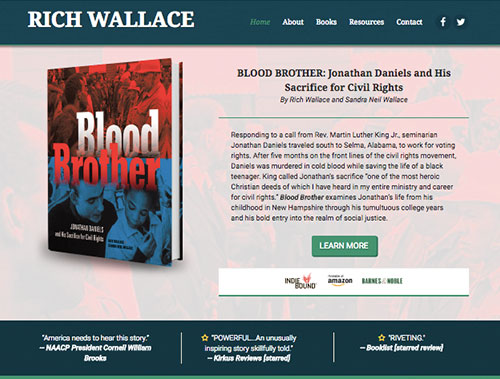 RICH WALLACE
Home About Books Resources Contact
Blood
Brother
JONATHAN DANIELS
and His Sacrifice for Civil Rights
RICH WALLACE
SANDRA NEIL WALLACE
BLOOD BROTHER: Jonathan Daniels and His
Sacrifice for Civil Rights
By Rich Wallace and Sandra Neil Wallace
Responding to a call from Rev. Martin Luther King Jr., seminarian
Jonathan Daniels traveled south to Selma, Alabama, to work for voting
rights. After five months on the front lines of the civil rights movement,
Daniels was murdered in cold blood while saving the life of a black
teenager. King called Jonathan's sacrifice "one of the most heroic
Christian deeds of which I have heard in my entire ministry and career
for civil rights." Blood Brother examines Jonathan's life from his
childhood in New Hampshire through his tumultuous college years
and his bold entry into the realm of social justice.
LEARN MORE
INDIE
BOUND
amazon
BARNES & NOBLE
"America needs to hear this story."
-- NAACP President Cornell William
Brooks
"POWERFUL...An unusually
inspiring story skillfully told."
-- Kirkus Reviews [starred]
"RIVETING."
-- Booklist [starred review]